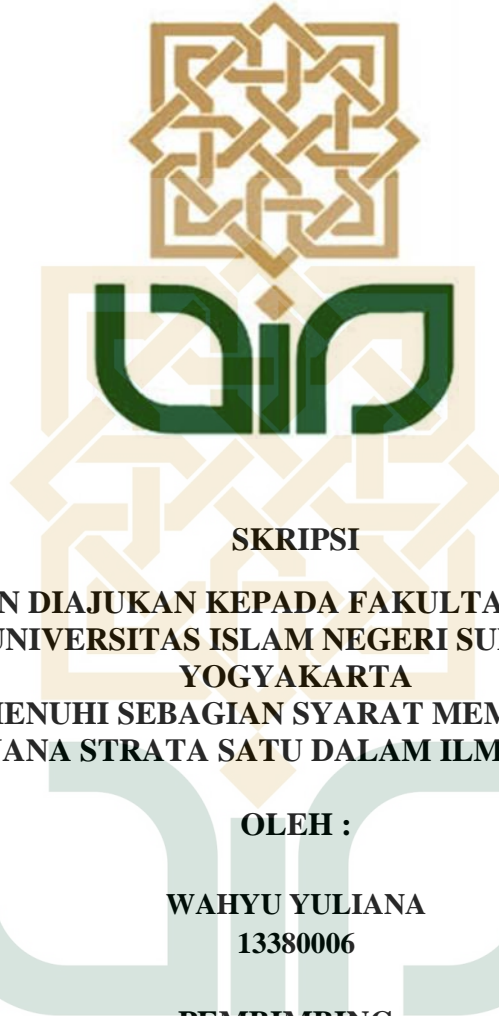 SKRIPSI
N DIAJUKAN KEPADA FAKULTA
UNIVERSITAS ISLAM NEGERI SU
YOGYAKARTA
MENUHI SEBAGIAN SYARAT MEM
ANA STRATA SATU DALAM ILM
OLEH :
WAHYU YULIANA
13380006
PEMBIMBING